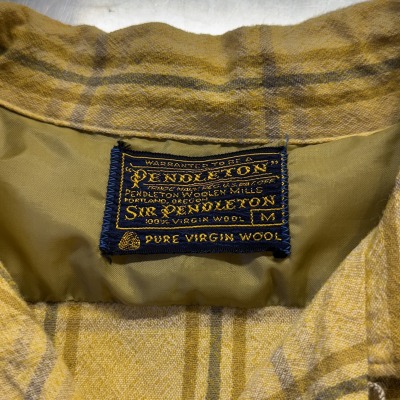 WARRANTED TO BE A
"PENDLETON"
PENDLETON WOOLEN MILLS
PORTLAND, OREGON
SIR PENDLETON
100% VIRGIN WOOL M
PURE VIRGIN WOOL